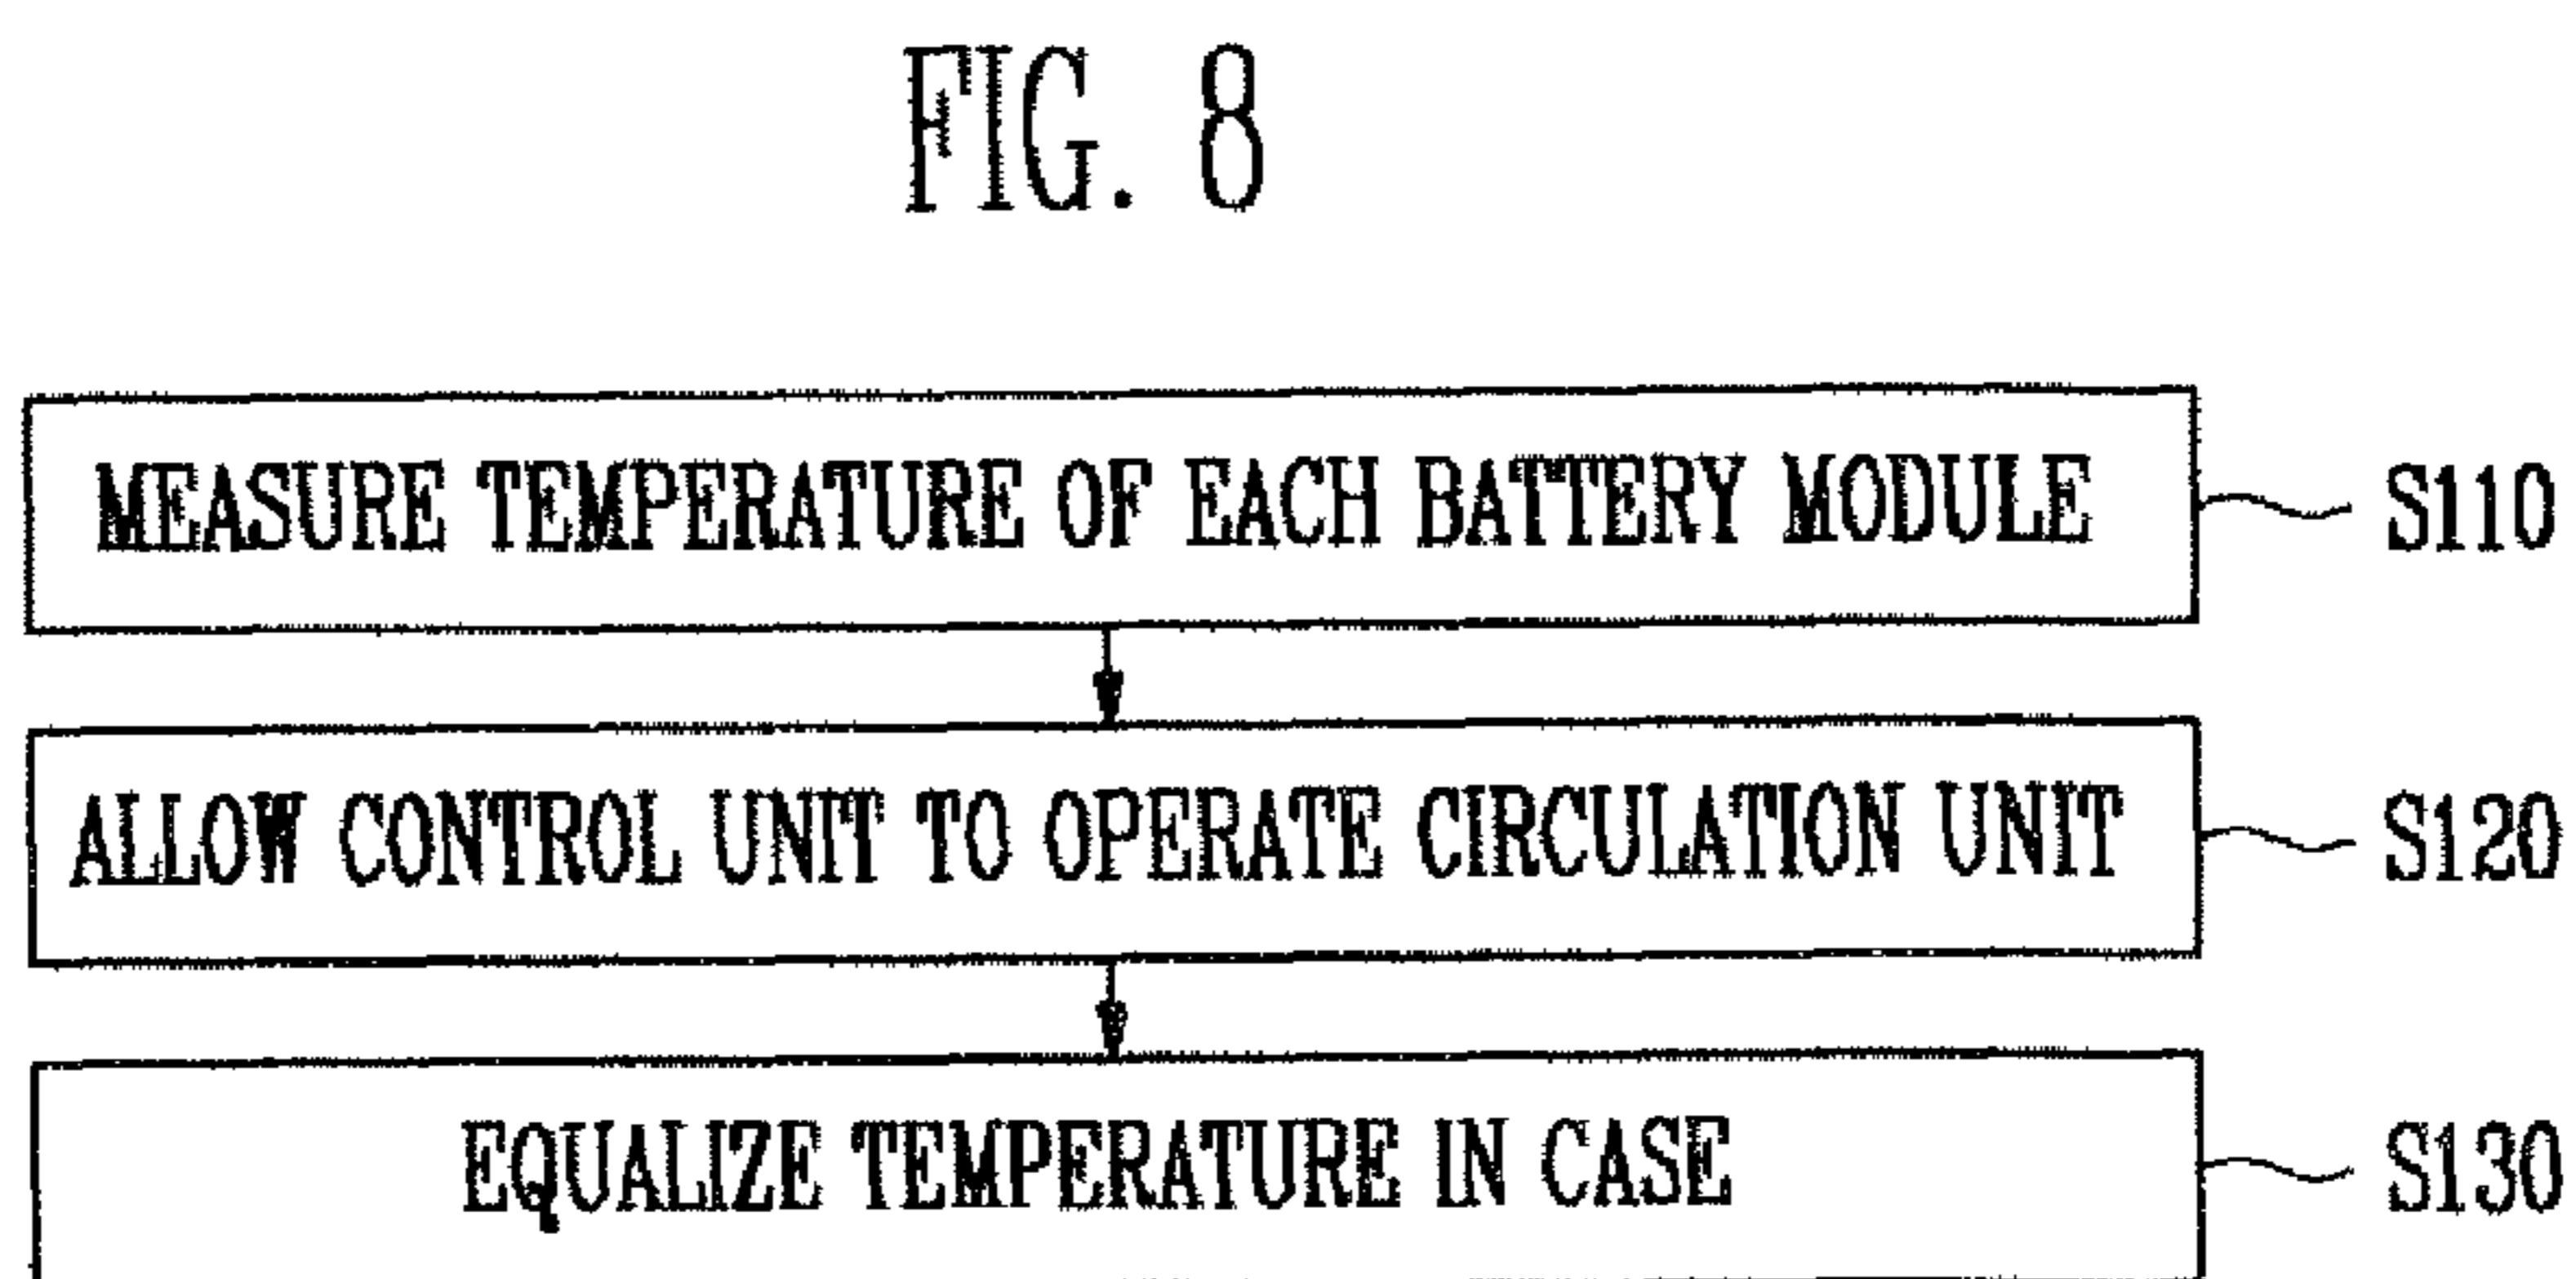 FIG. 8
MEASURE TEMPERATURE OF EACH BATTERY MODULE
S110
ALLOW CONTROL UNIT TO OPERATE CIRCULATION UNIT
S120
EQUALIZE TEMPERATURE IN CASE
S130